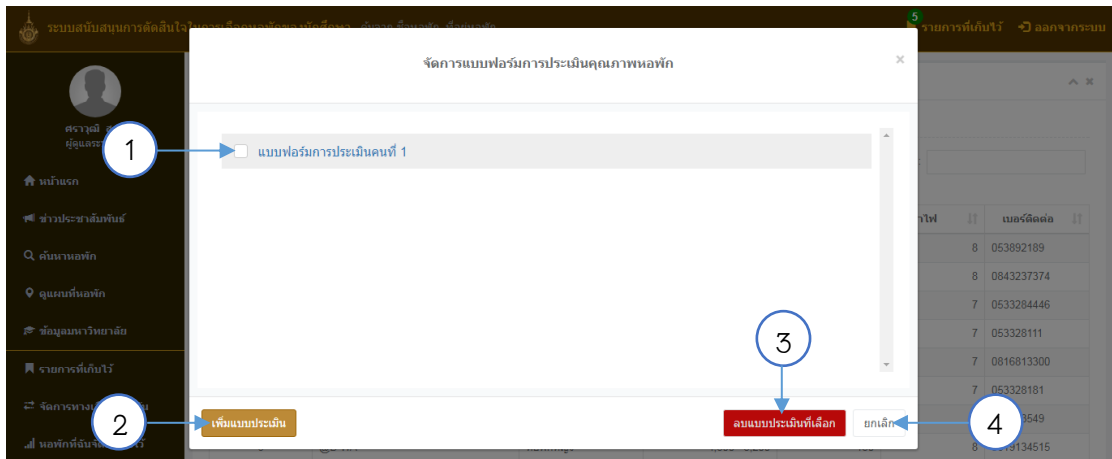 ระบบสนับสนุนการตัดสินใจในการเลือกหอพักของนักศึกษา
5
รายการที่เก็บไว้
ออกจากระบบ
จัดการแบบฟอร์มการประเมินคุณภาพหอพัก
×
ศราวุฒิ
1
แบบฟอร์มการประเมินคนที่ 1
หน้าแรก
ข่าวประชาสัมพันธ์
ค้นหาหอพัก
ดูแผนที่หอพัก
ข้อมูลมหาวิทยาลัย
รายการที่เก็บไว้
เบอร์ติดต่อ
8 053892189
8 0843237374
7 0533284446
7 053328111
7 0816813300
7 053328181
3
2
เพิ่มแบบประเมิน
ลบแบบประเมินที่เลือก
ยกเลิก
4